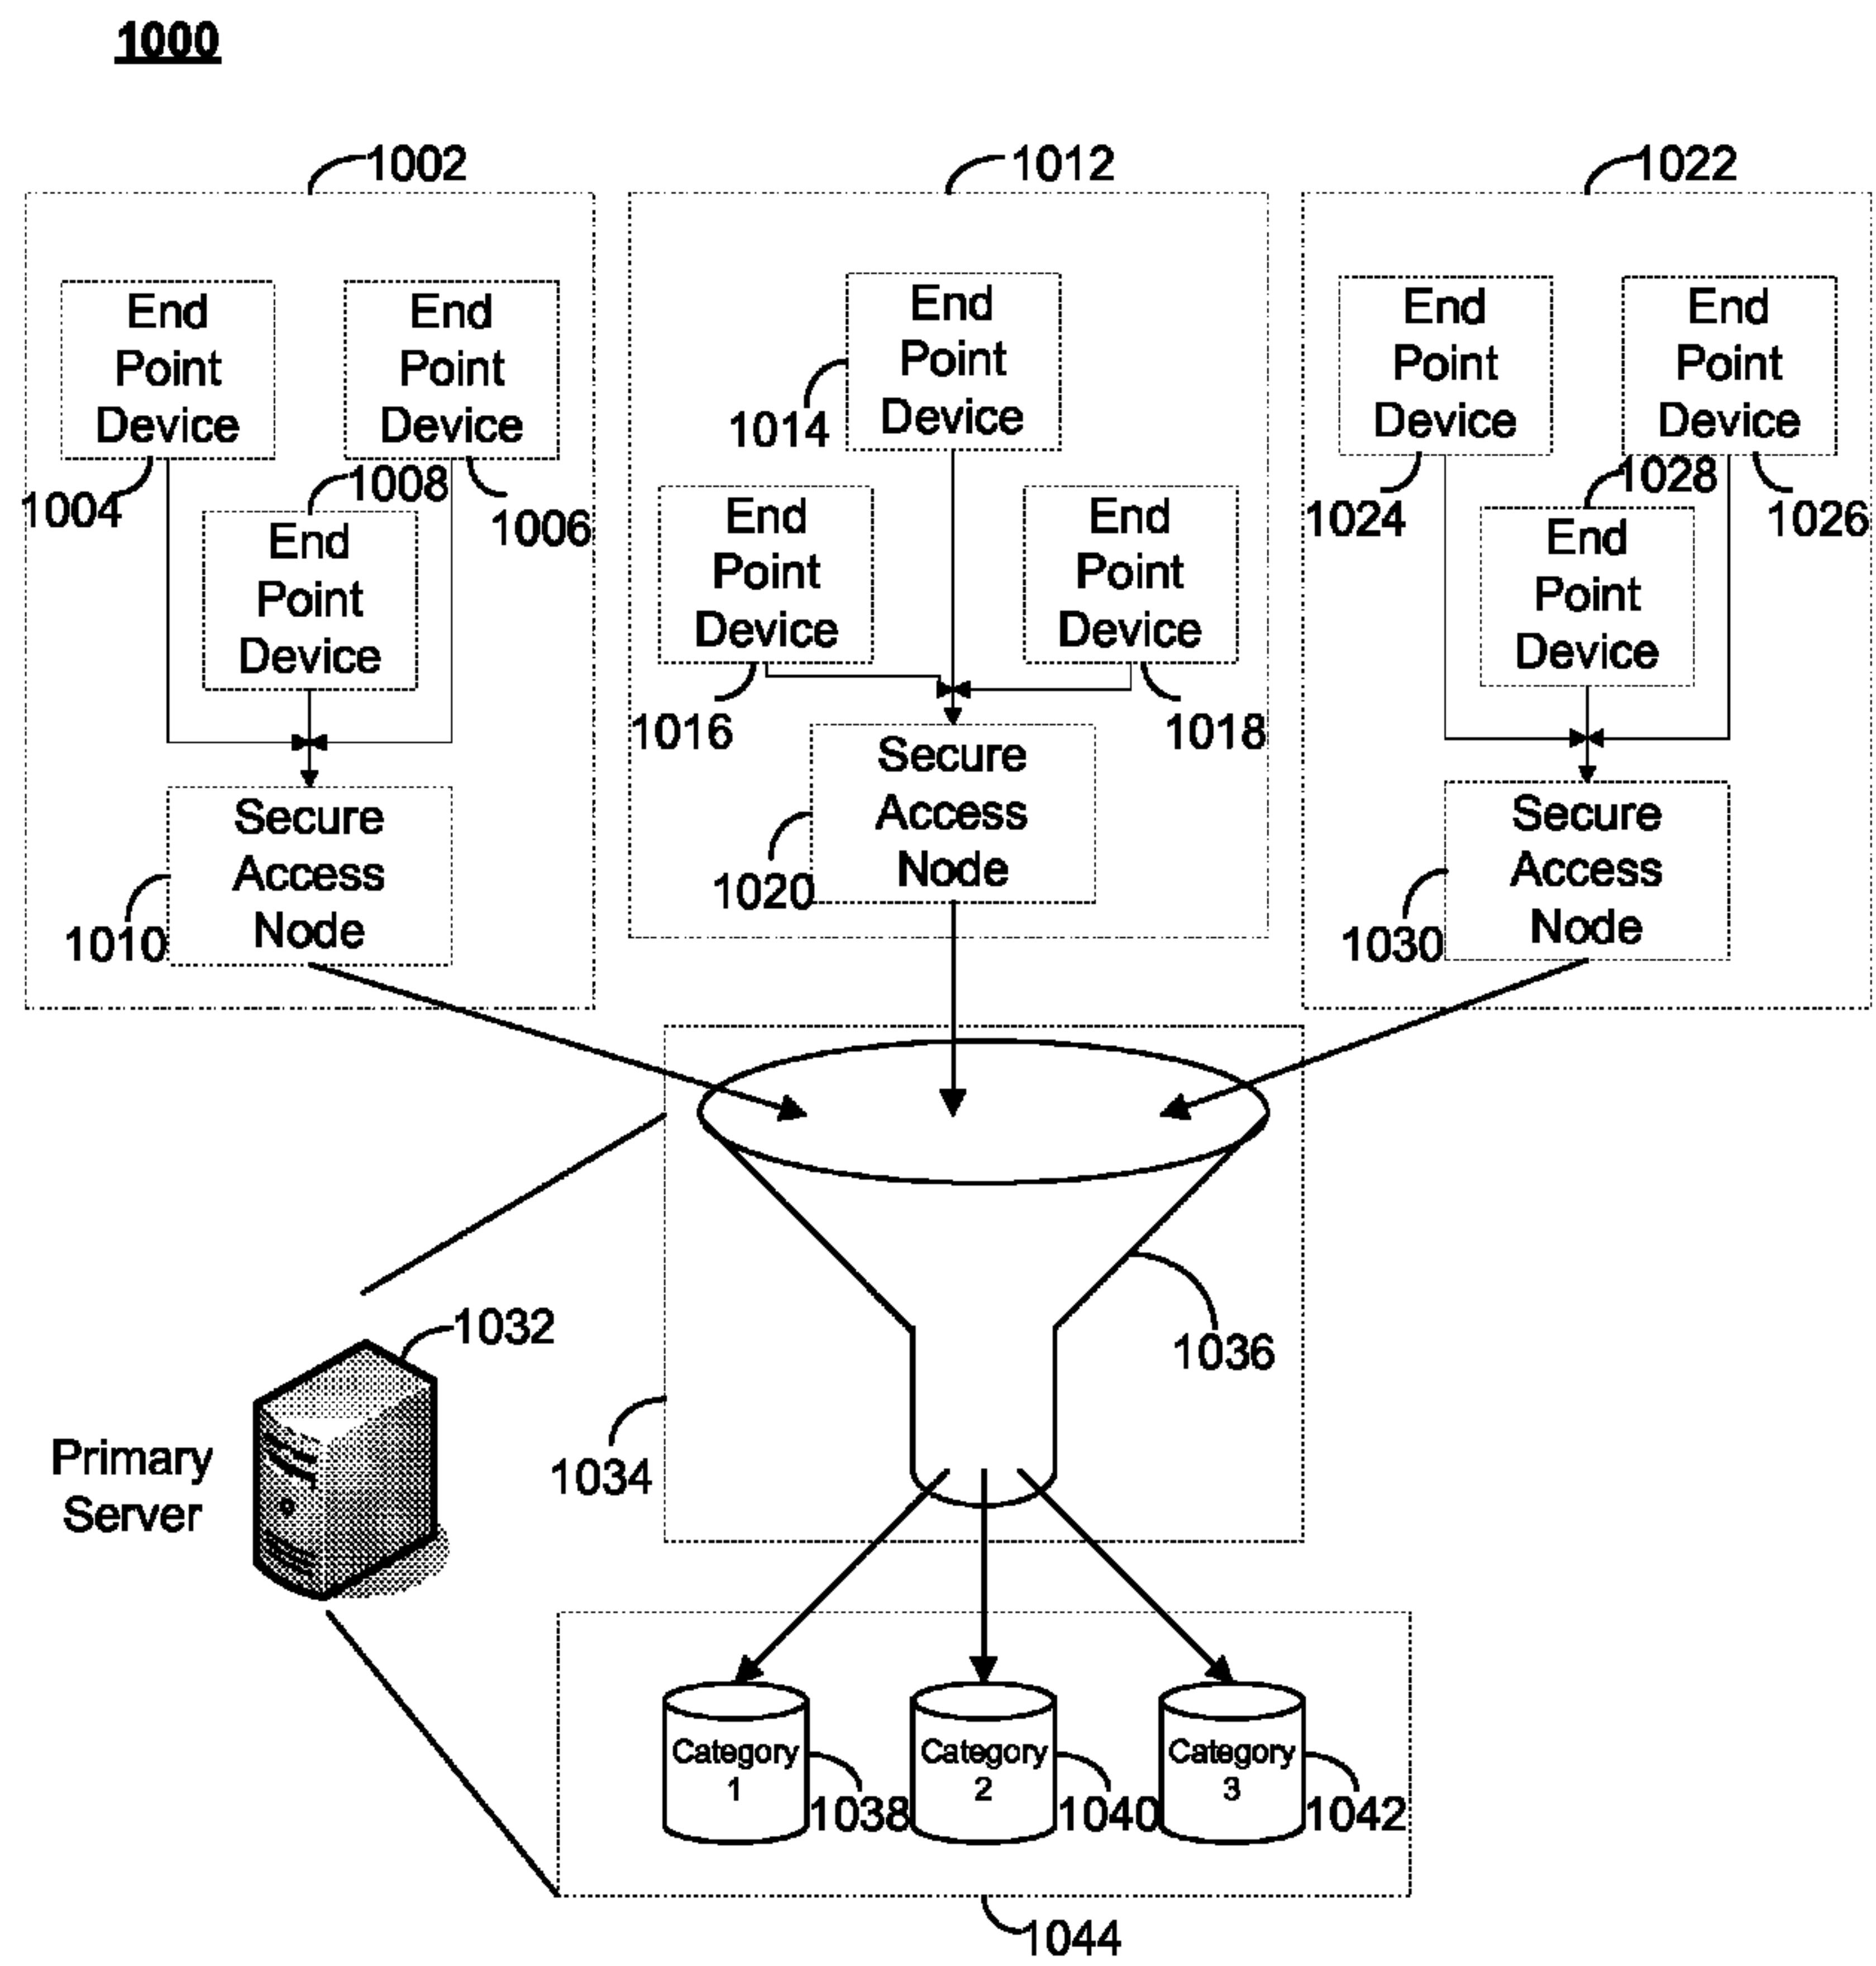 1000
1002
1012
1022
End
Point
Device
1004
End
Point
Device
1006
1008
End
Point
Device
Secure
Access
Node
1010
End
Point
Device
1014
End
Point
Device
1016
End
Point
Device
1018
Secure
Access
Node
1020
End
Point
Device
1024
End
Point
Device
1026
1028
End
Point
Device
Secure
Access
Node
1030
1032
Primary
Server
1034
1036
Category
1
1038
Category
2
1040
Category
3
1042
1044